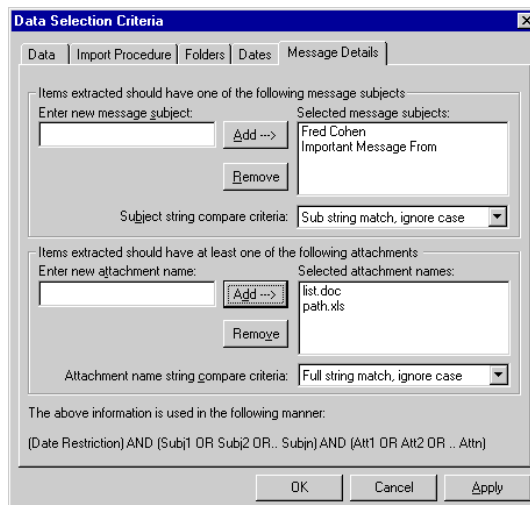 Data Selection Criteria
Data Import Procedure Folders Dates Message Details
Items extracted should have one of the following message subjects
Enter new message subject: Selected message subjects:
Add ---> Fred Cohen
Important Message From
Remove
Subject string compare criteria: Sub string match, ignore case
Items extracted should have at least one of the following attachments
Enter new attachment name: Selected attachment names:
Add ---> list.doc
path.xls
Remove
Attachment name string compare criteria: Full string match, ignore case
The above information is used in the following manner:
(Date Restriction) AND (Subj1 OR Subj2 OR.. Subjn) AND (Att1 OR Att2 OR .. Attn)
OK Cancel Apply